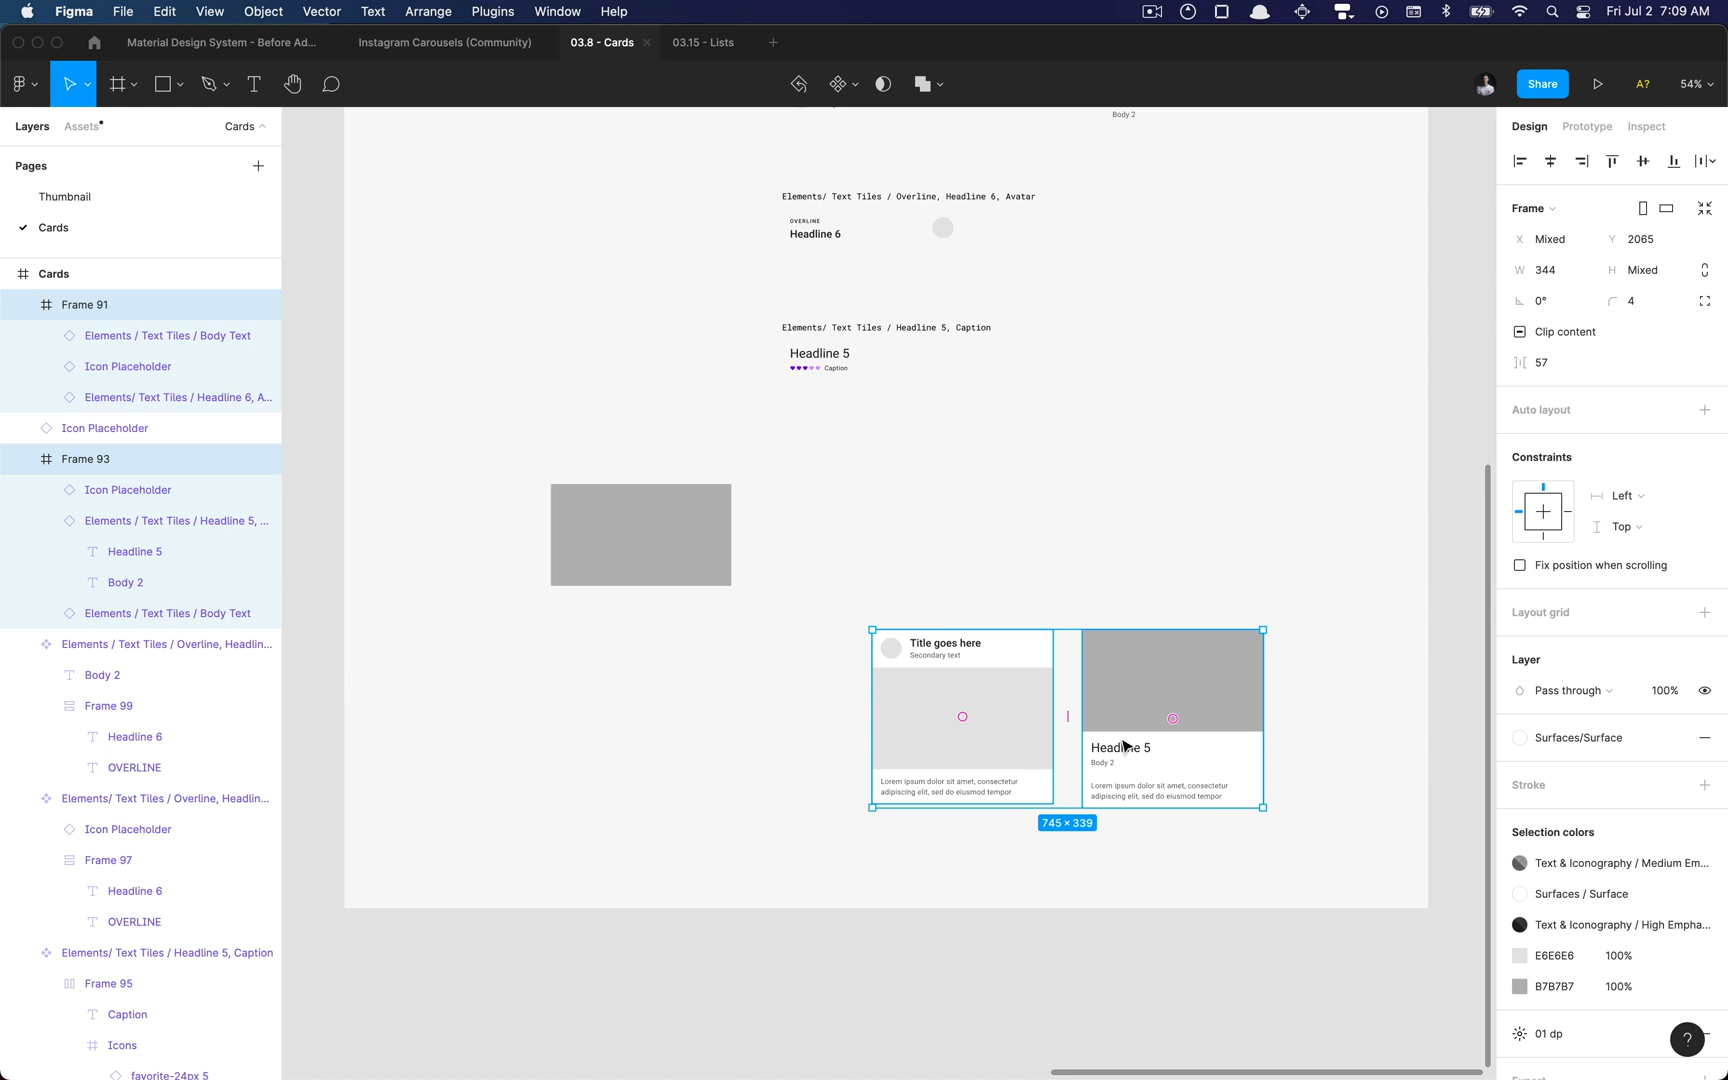 Figma File Edit View Object Vector Text Arrange Plugins Window Help Fri Jul 2 7:09 AM
Material Design System - Before Ad... Instagram Carousels (Community) 03.8 - Cards 03.15 - Lists
Share A? 54%
Layers Assets Cards
Pages
Thumbnail
Cards
Cards
Frame 91
Elements / Text Tiles / Body Text
Icon Placeholder
Elements/ Text Tiles / Headline 6, A...
Icon Placeholder
Frame 93
Icon Placeholder
Elements / Text Tiles / Headline 5, ...
Headline 5
Body 2
Elements / Text Tiles / Body Text
Elements / Text Tiles / Overline, Headlin...
Body 2
Frame 99
Headline 6
OVERLINE
Elements/ Text Tiles / Overline, Headlin...
Icon Placeholder
Frame 97
Headline 6
OVERLINE
Elements/ Text Tiles / Headline 5, Caption
Frame 95
Caption
Icons
favorite-24px 5
Body 2
Elements/ Text Tiles / Overline, Headline 6, Avatar
OVERLINE
Headline 6
Elements/ Text Tiles / Headline 5, Caption
Headline 5
Caption
Title goes here
Secondary text
Lorem ipsum dolor sit amet, consectetur
adipiscing elit, sed do eiusmod tempor
Headline 5
Body 2
Lorem ipsum dolor sit amet, consectetur
adipiscing elit, sed do eiusmod tempor
745 × 339
Design Prototype Inspect
Frame
X Mixed Y 2065
W 344 H Mixed
0° 4
Clip content
57
Auto layout
Constraints
Left
Top
Fix position when scrolling
Layout grid
Layer
Pass through 100%
Surfaces/Surface
Stroke
Selection colors
Text & Iconography / Medium Em...
Surfaces / Surface
Text & Iconography / High Empha...
E6E6E6 100%
B7B7B7 100%
01 dp
?